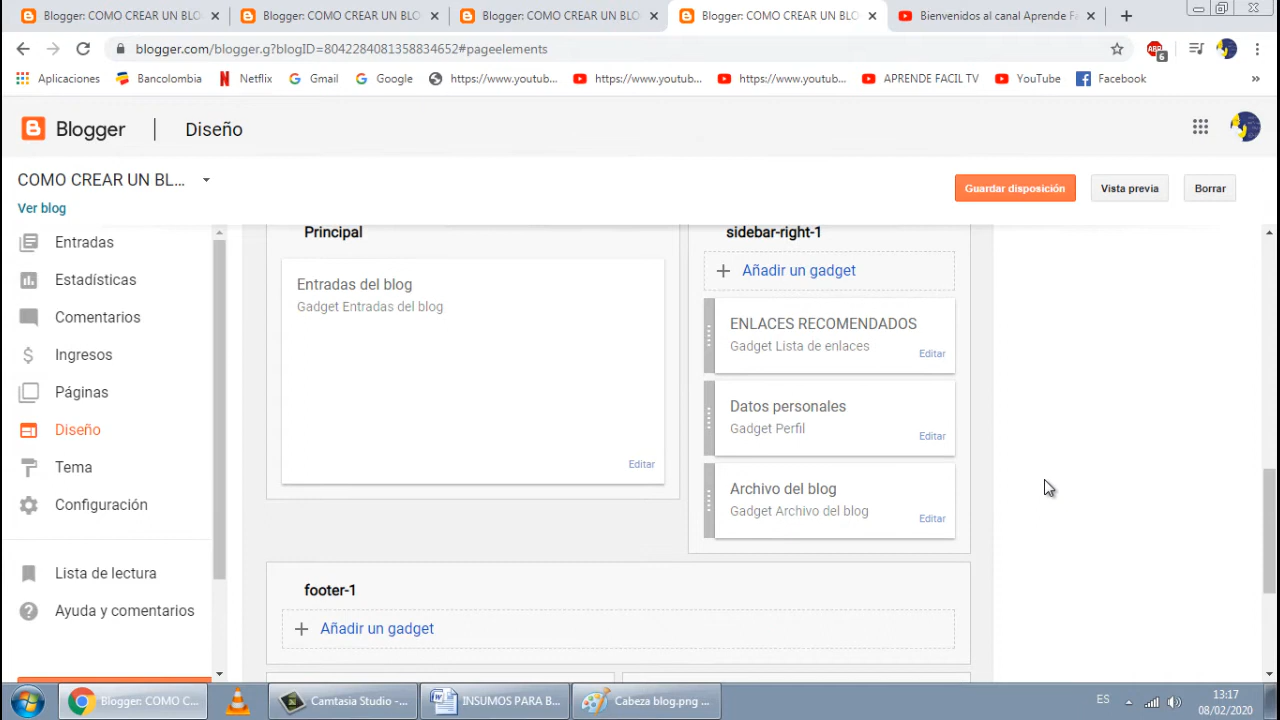 Blogger: COMO CREAR UN BLO
Blogger: COMO CREAR UN BLO
Blogger: COMO CREAR UN BLO
Blogger: COMO CREAR UN BLO
Bienvenidos al canal Aprende Fa
blogger.com/blogger.g?blogID=8042284081358834652#pageelements
ABP
6
Aplicaciones
Bancolombia
Netflix
Gmail
Google
https://www.youtub...
https://www.youtub...
https://www.youtub...
APRENDE FACIL TV
YouTube
Facebook
»
Blogger
Diseño
COMO CREAR UN BL...
Ver blog
Guardar disposición
Vista previa
Borrar
Entradas
Estadísticas
Comentarios
Ingresos
Páginas
Diseño
Tema
Configuración
Lista de lectura
Ayuda y comentarios
Principal
Entradas del blog
Gadget Entradas del blog
Editar
sidebar-right-1
Añadir un gadget
ENLACES RECOMENDADOS
Gadget Lista de enlaces
Editar
Datos personales
Gadget Perfil
Editar
Archivo del blog
Gadget Archivo del blog
Editar
footer-1
Añadir un gadget
Blogger: COMO C...
Camtasia Studio -...
INSUMOS PARA B...
Cabeza blog.png ...
ES
13:17
08/02/2020